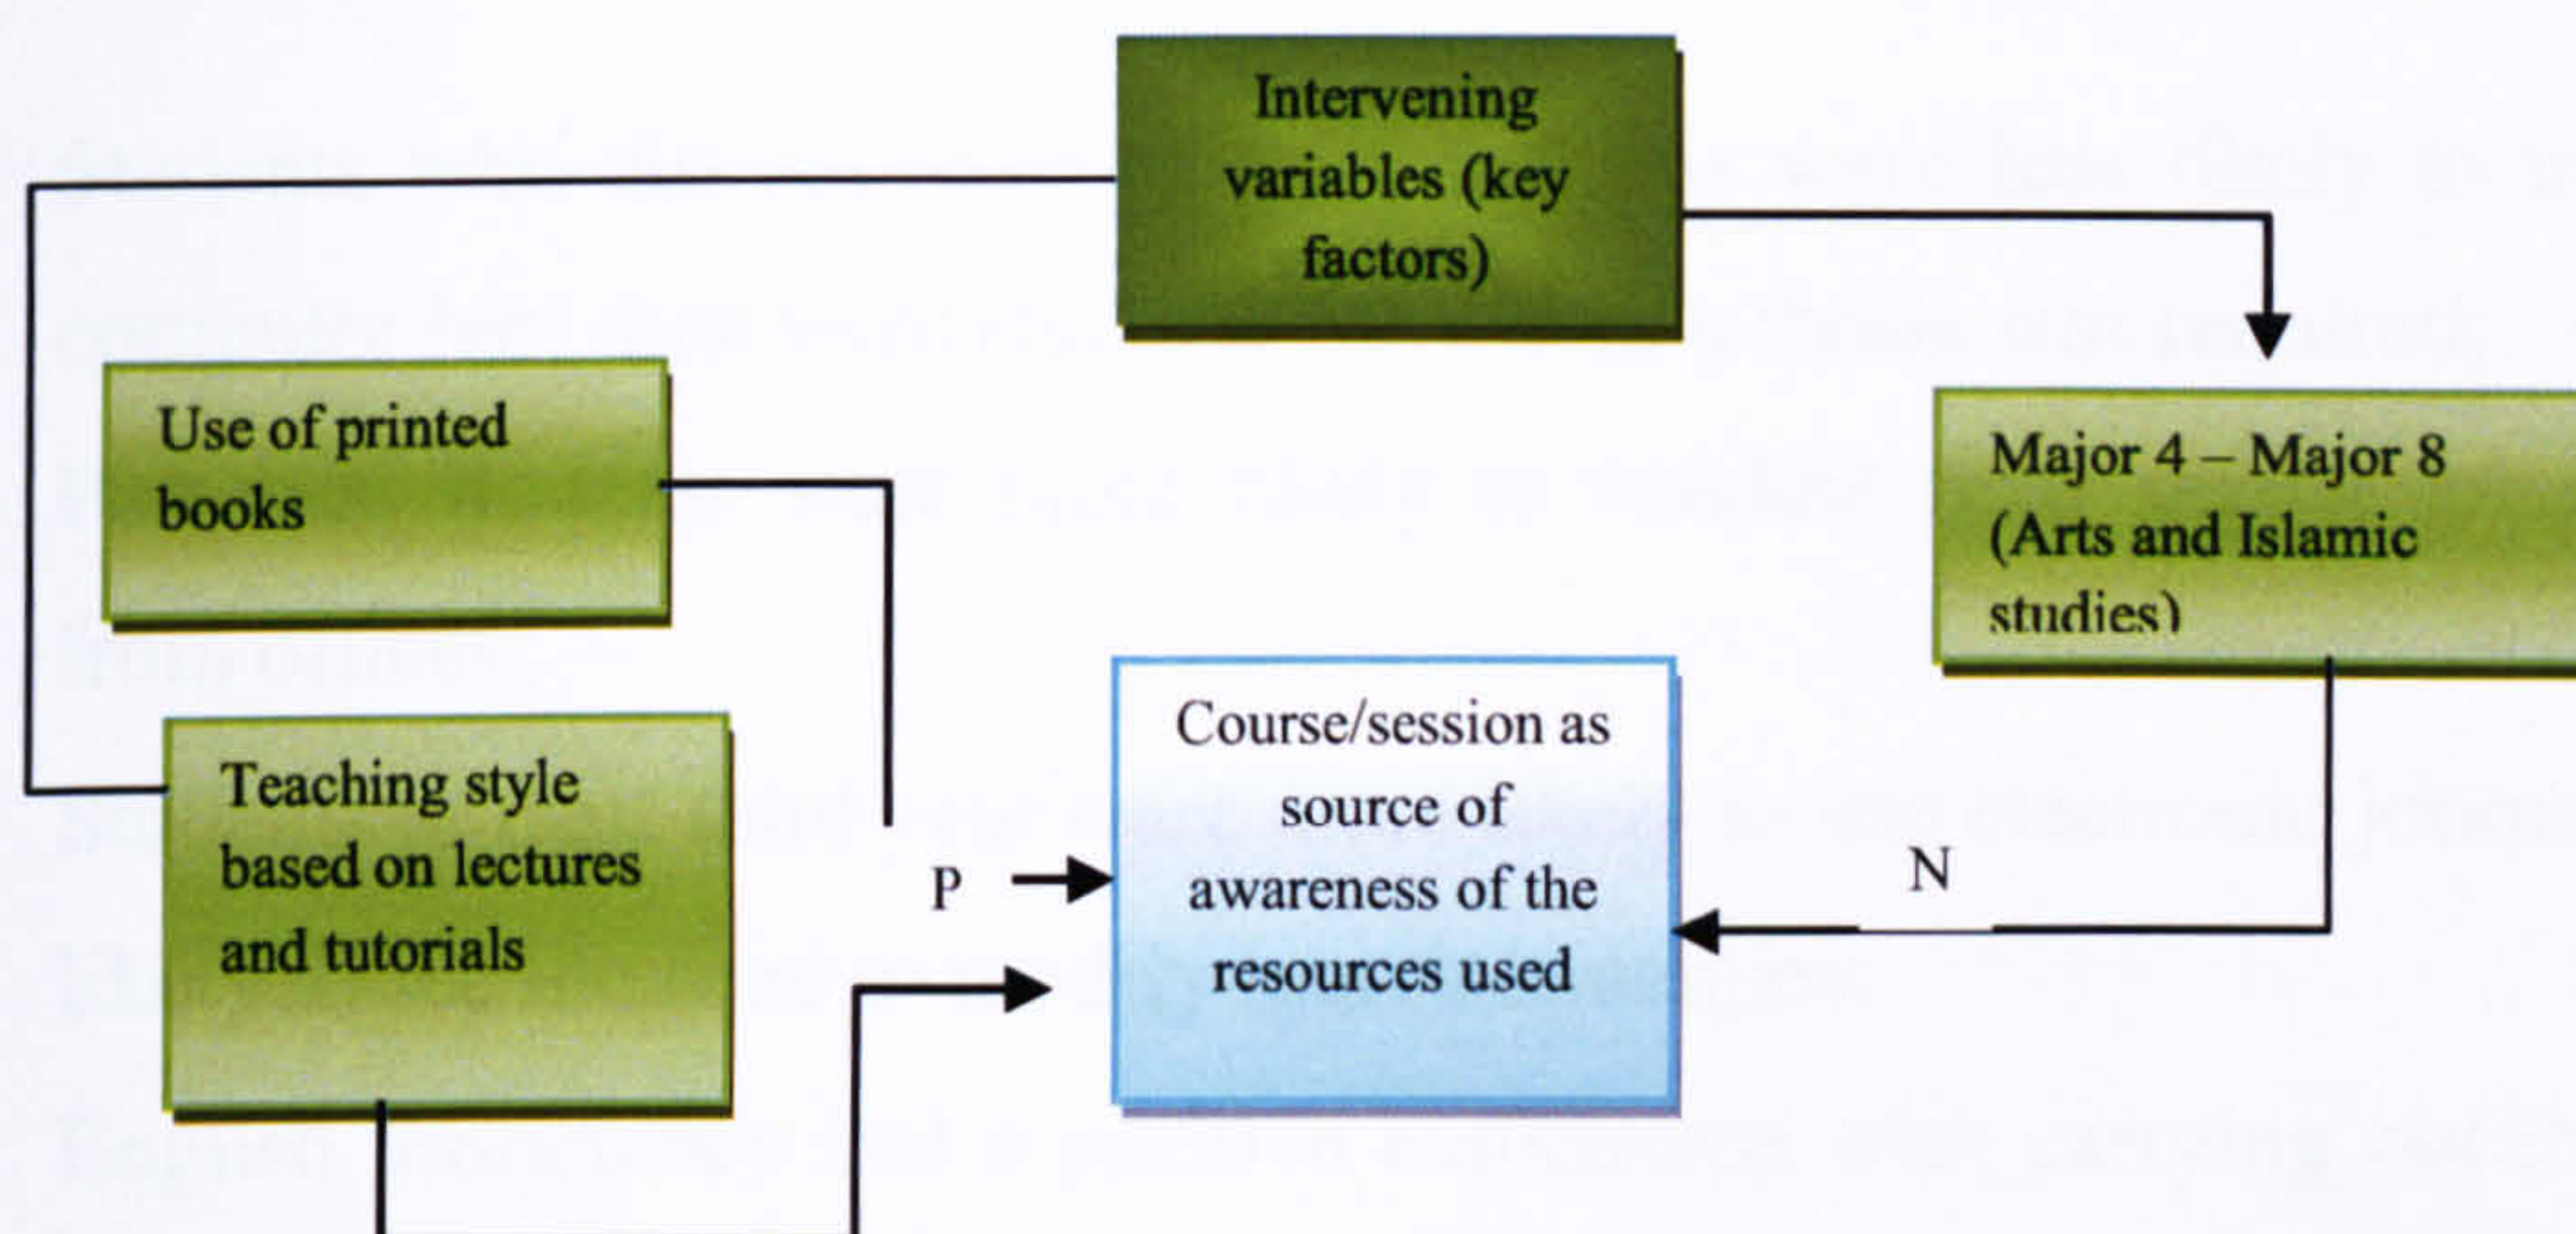 Intervening
variables (key
factors)
Use of printed
books
Major 4 – Major 8
(Arts and Islamic
studies)
Teaching style
based on lectures
and tutorials
Course/session as
source of
awareness of the
resources used
P
N